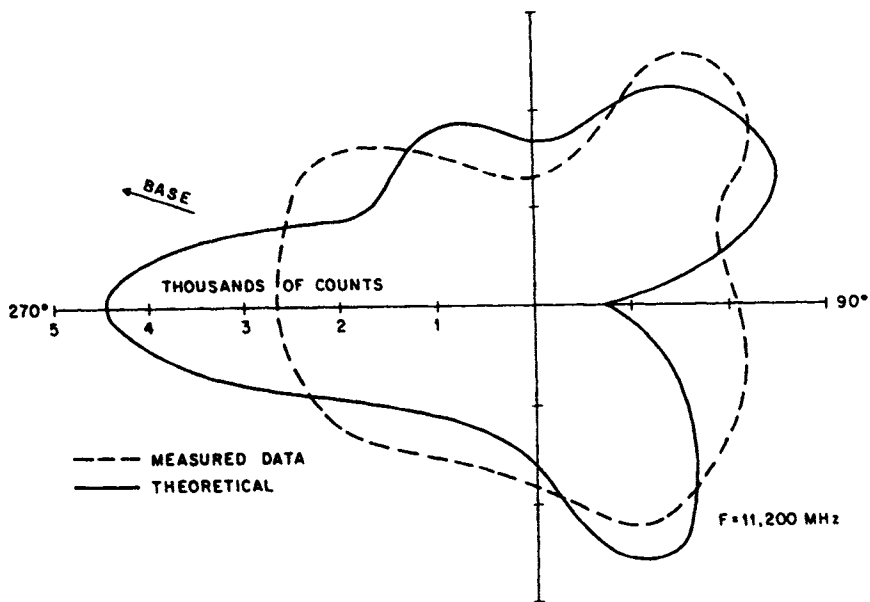 BASE
THOUSANDS OF COUNTS
270° 90°
5 4 3 2 1
MEASURED DATA
THEORETICAL
F=11,200 MHz